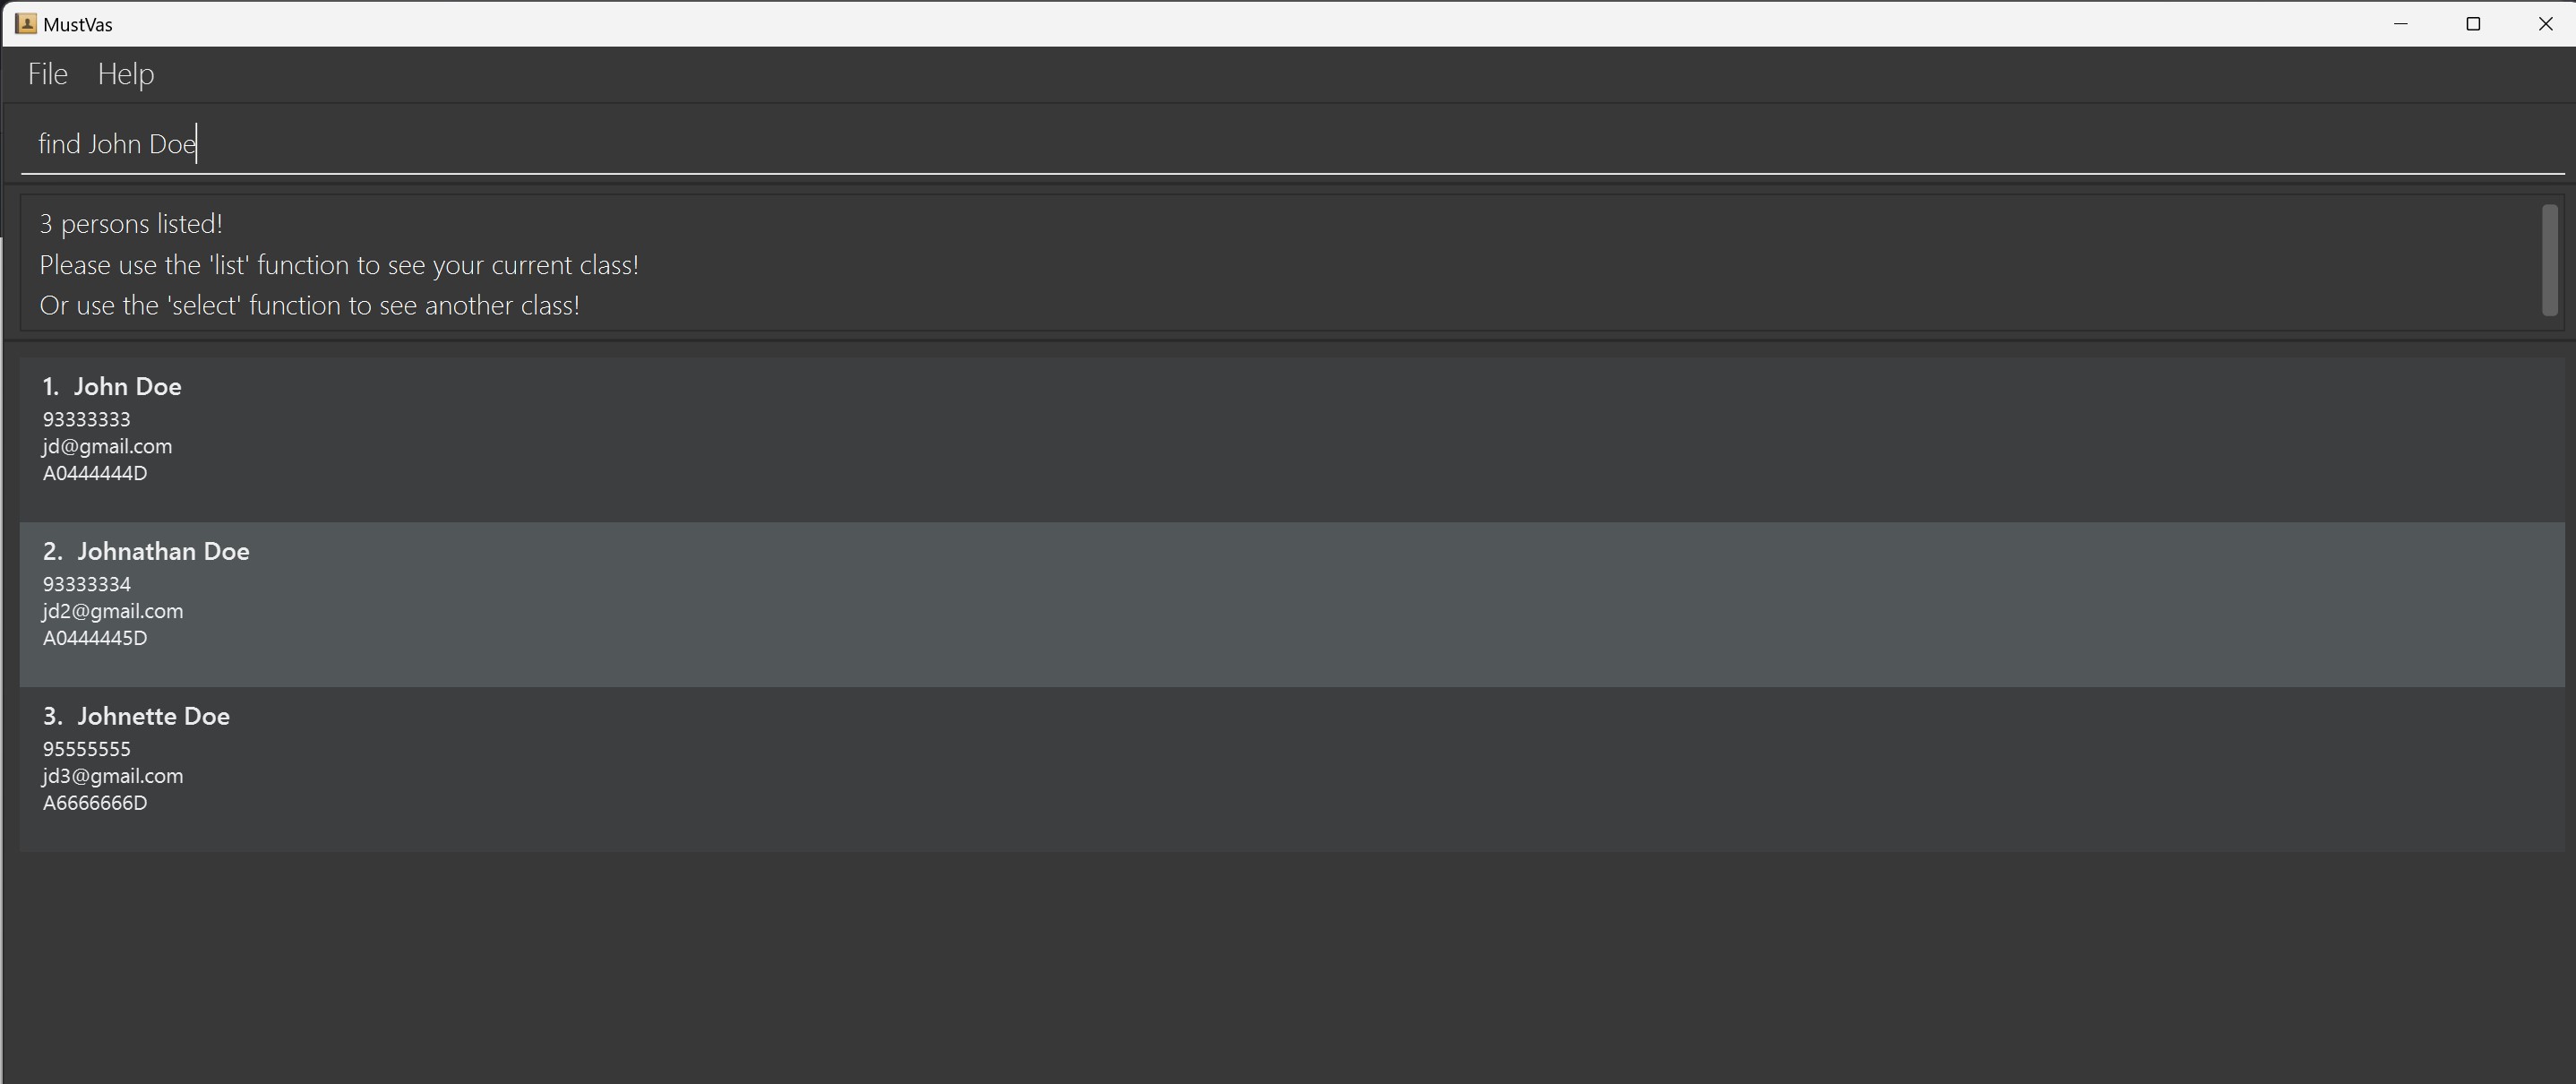 MustVas
File Help
find John Doe
3 persons listed!
Please use the 'list' function to see your current class!
Or use the 'select' function to see another class!
1. John Doe
93333333
jd@gmail.com
A0444444D
2. Johnathan Doe
93333334
jd2@gmail.com
A0444445D
3. Johnette Doe
95555555
jd3@gmail.com
A6666666D